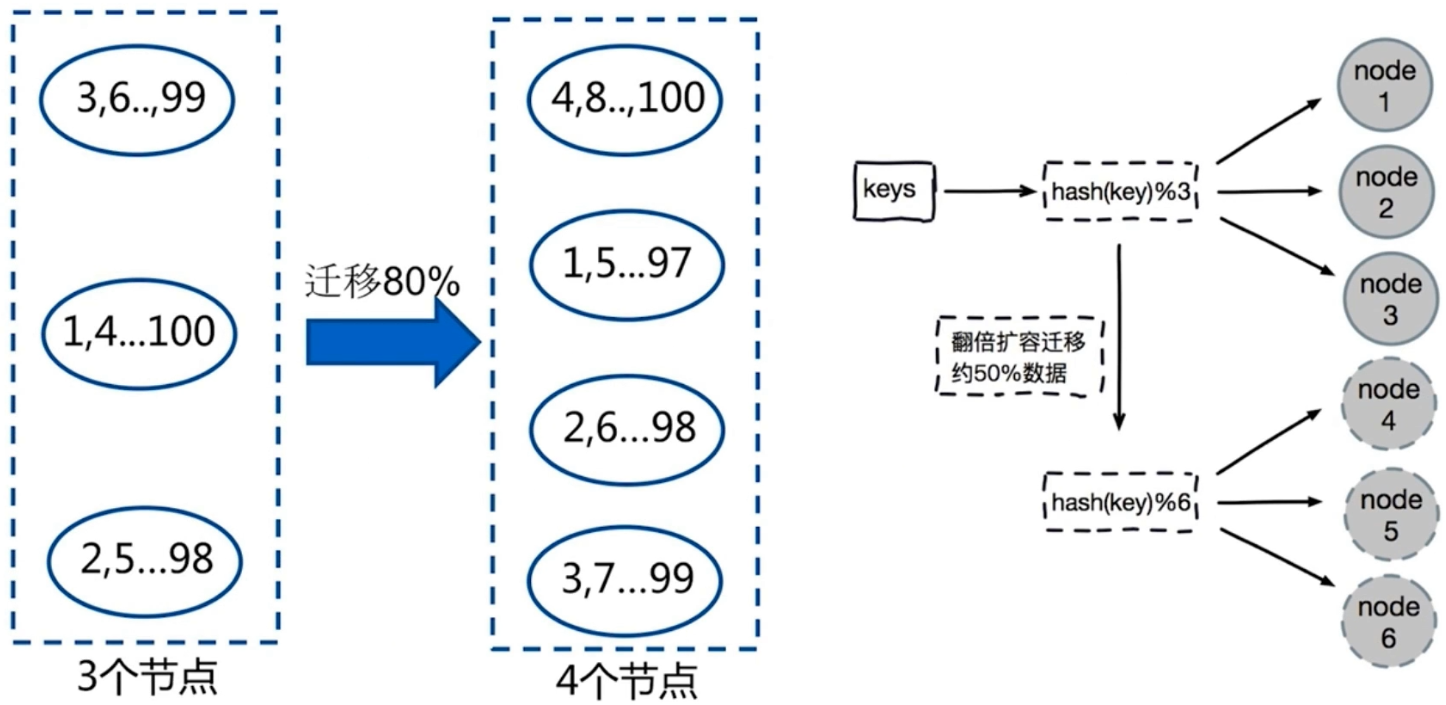 3,6..,99
1,4...100
2,5...98
3个节点
迁移80%
4,8..,100
1,5...97
2,6...98
3,7...99
4个节点
keys
hash(key)%3
node
1
node
2
node
3
翻倍扩容迁移
约50%数据
hash(key)%6
node
4
node
5
node
6